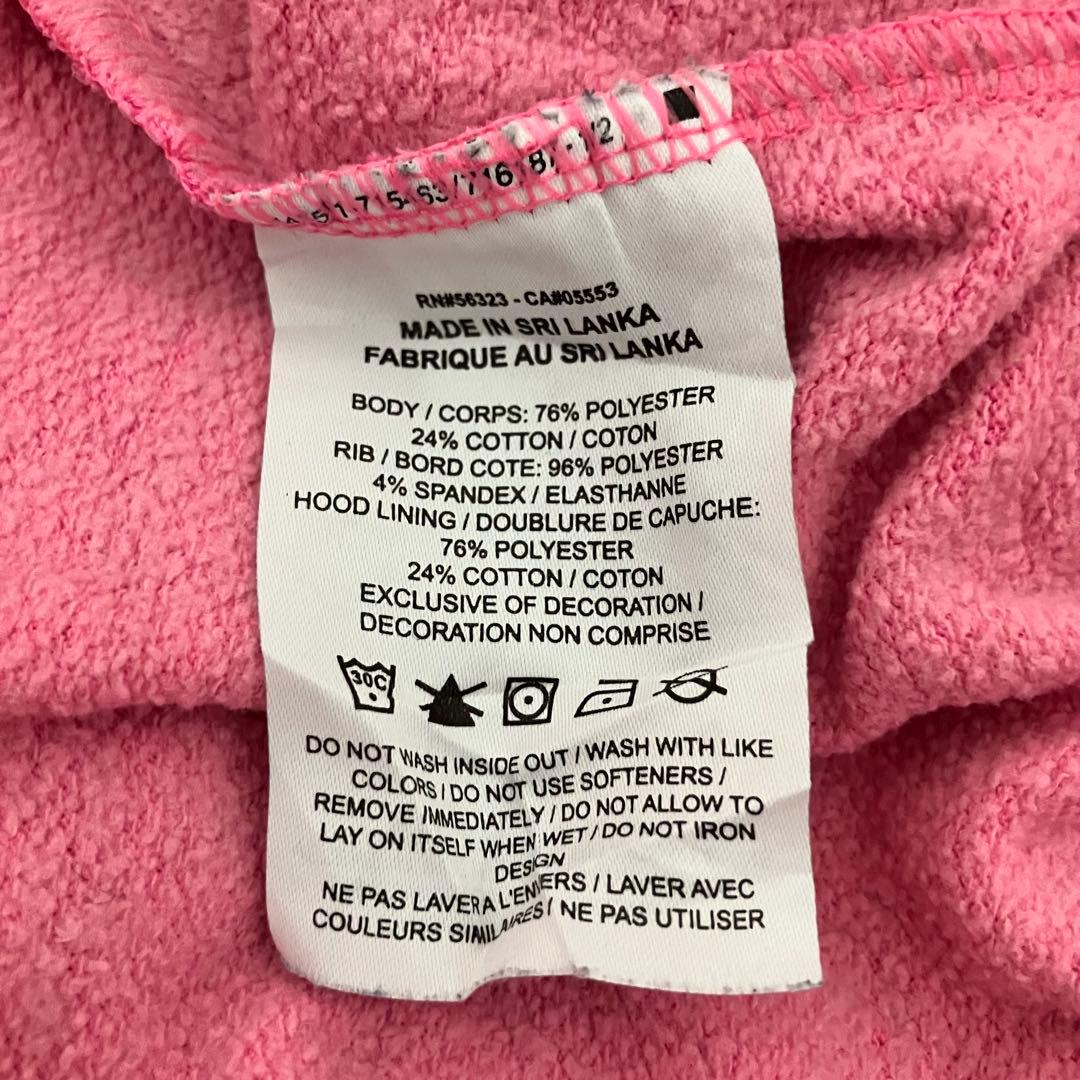 RN#56323 - CA#05553
MADE IN SRI LANKA
FABRIQUE AU SRI LANKA
BODY / CORPS: 76% POLYESTER
24% COTTON / COTON
RIB / BORD COTE: 96% POLYESTER
4% SPANDEX / ELASTHANNE
HOOD LINING / DOUBLURE DE CAPUCHE:
76% POLYESTER
24% COTTON / COTON
EXCLUSIVE OF DECORATION /
DECORATION NON COMPRISE
30C
DO NOT WASH INSIDE OUT / WASH WITH LIKE
COLORS / DO NOT USE SOFTENERS /
REMOVE IMMEDIATELY / DO NOT ALLOW TO
LAY ON ITSELF WHEN WET / DO NOT IRON
DESIGN
NE PAS LAVER A L'ENVERS / LAVER AVEC
COULEURS SIMILAIRES / NE PAS UTILISER